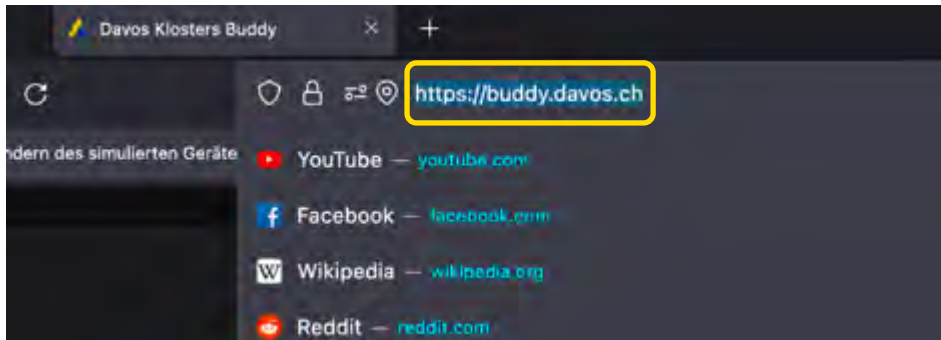 Davos Klosters Buddy
https://buddy.davos.ch
ndern des simulierten Geräte
YouTube — youtube.com
Facebook — facebook.com
Wikipedia — wikipedia.org
Reddit — reddit.com